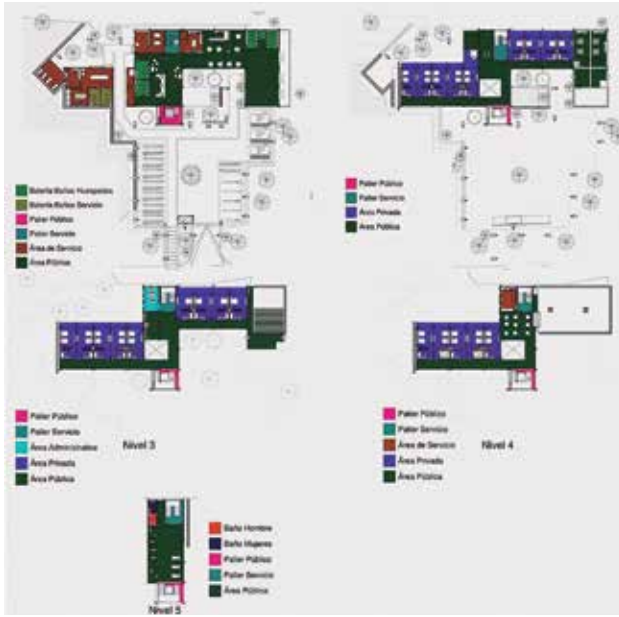 Batería Baños Huéspedes
Batería Baños Servicio
Palier Público
Palier Servicio
Área de Servicio
Área Pública
Palier Público
Palier Servicio
Área Privada
Área Pública
Palier Público
Palier Servicio
Área Administrativa
Área Privada
Área Pública
Nivel 3
Palier Público
Palier Servicio
Área de Servicio
Área Privada
Área Pública
Nivel 4
Baño Hombre
Baño Mujeres
Palier Público
Palier Servicio
Área Pública
Nivel 5